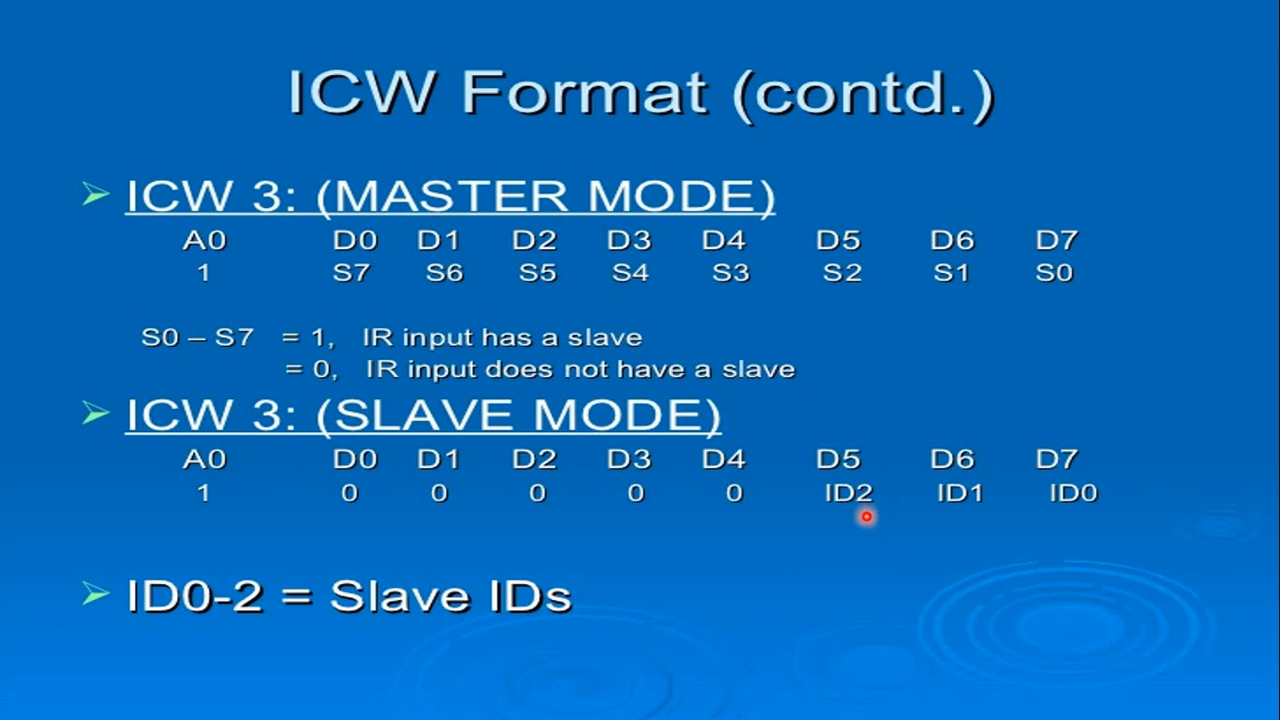 ICW Format (contd.)
ICW 3: (MASTER MODE)
A0 D0 D1 D2 D3 D4 D5 D6 D7
1 S7 S6 S5 S4 S3 S2 S1 S0
S0 – S7 = 1, IR input has a slave
= 0, IR input does not have a slave
ICW 3: (SLAVE MODE)
A0 D0 D1 D2 D3 D4 D5 D6 D7
1 0 0 0 0 0 ID2 ID1 ID0
ID0-2 = Slave IDs